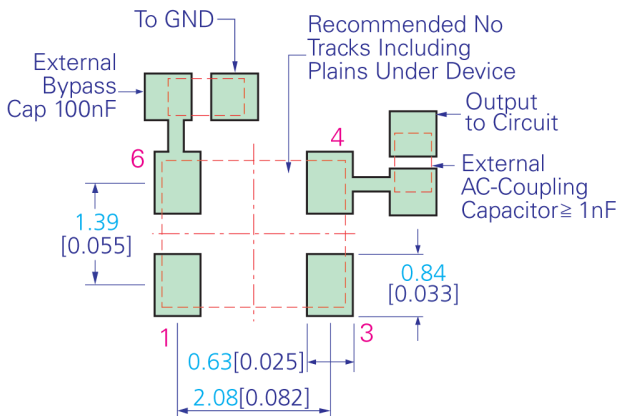 To GND
Recommended No
Tracks Including
Plains Under Device
External
Bypass
Cap 100nF
Output
to Circuit
6
4
External
AC-Coupling
Capacitor≧ 1nF
1.39
[0.055]
0.84
[0.033]
1
3
0.63[0.025]
2.08[0.082]